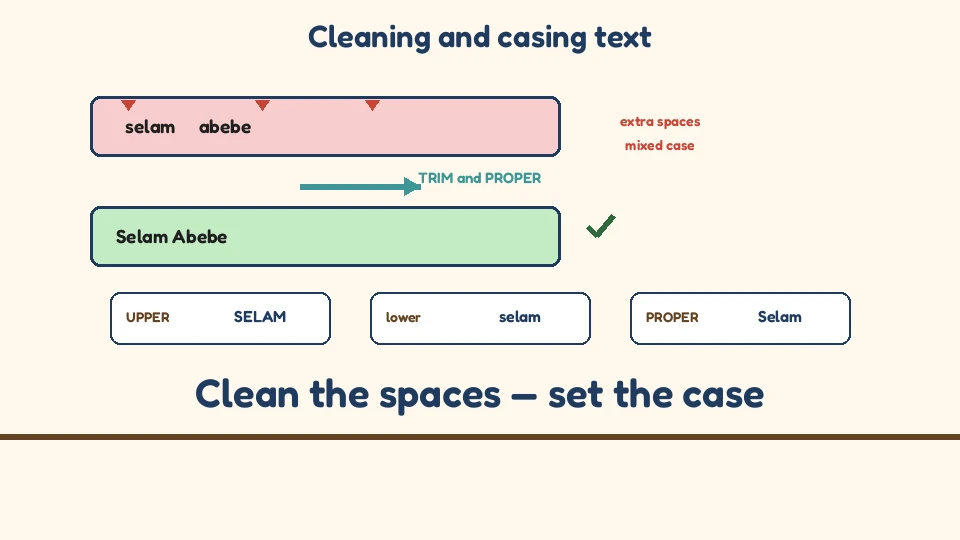 Cleaning and casing text
selam    abebe
extra spaces
mixed case
TRIM and PROPER
Selam Abebe
UPPER SELAM
lower selam
PROPER Selam
Clean the spaces — set the case